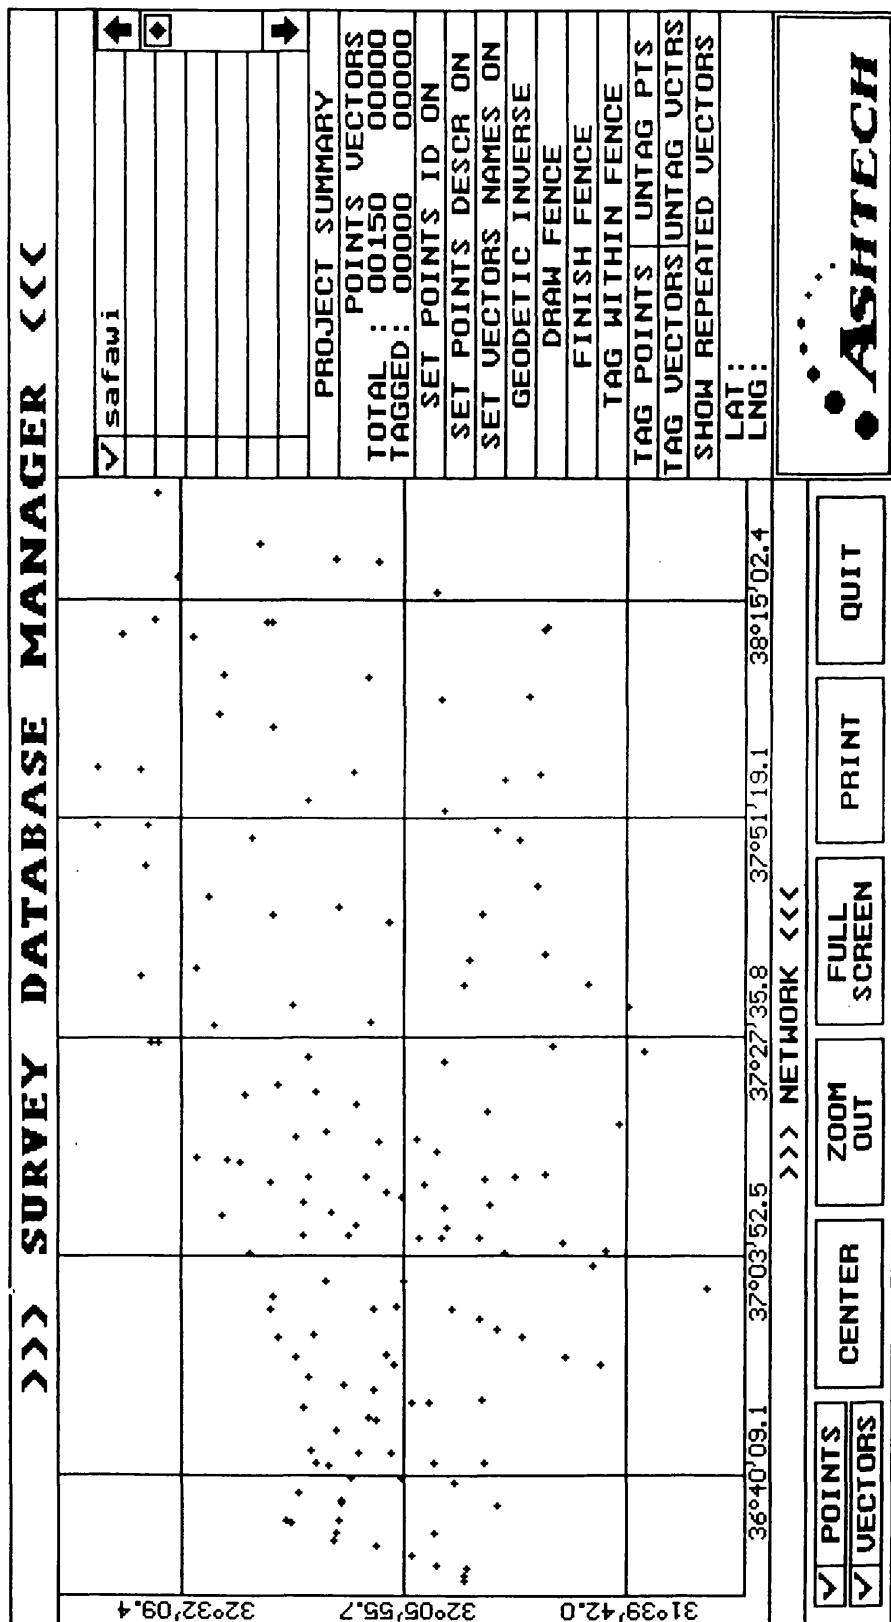 >>> SURVEY DATABASE MANAGER <<<
√ safawi
PROJECT SUMMARY
POINTS VECTORS
TOTAL : 00150 00000
TAGGED: 00000 00000
SET POINTS ID ON
SET POINTS DESCR ON
SET VECTORS NAMES ON
GEODETIC INVERSE
DRAW FENCE
FINISH FENCE
TAG WITHIN FENCE
TAG POINTS UNTAG PTS
TAG VECTORS UNTAG VCTRS
SHOW REPEATED VECTORS
LAT:
LNG:
ASHTECH
32°32'09.4
32°05'55.7
31°39'42.0
36°40'09.1 37°03'52.5 37°27'35.8 37°51'19.1 38°15'02.4
>>> NETWORK <<<
√ POINTS
√ VECTORS
CENTER
ZOOM
OUT
FULL
SCREEN
PRINT
QUIT